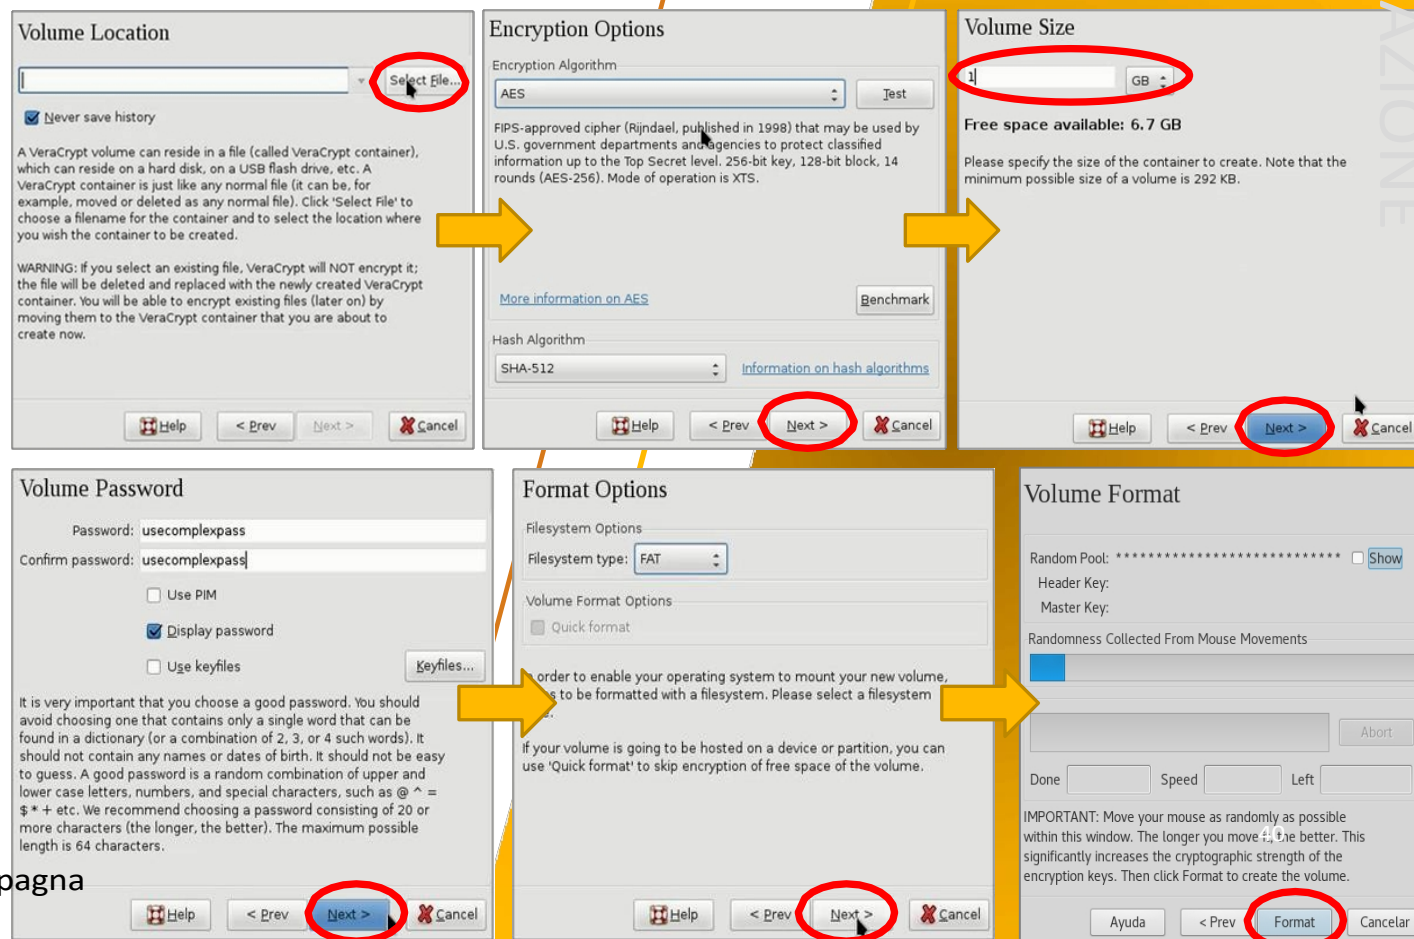 Volume Location
Select File...
Never save history
A VeraCrypt volume can reside in a file (called VeraCrypt container),
which can reside on a hard disk, on a USB flash drive, etc. A
VeraCrypt container is just like any normal file (it can be, for
example, moved or deleted as any normal file). Click 'Select File' to
choose a filename for the container and to select the location where
you wish the container to be created.
WARNING: If you select an existing file, VeraCrypt will NOT encrypt it;
the file will be deleted and replaced with the newly created VeraCrypt
container. You will be able to encrypt existing files (later on) by
moving them to the VeraCrypt container that you are about to
create now.
Help < Prev Next > Cancel
Encryption Options
Encryption Algorithm
AES Test
FIPS-approved cipher (Rijndael, published in 1998) that may be used by
U.S. government departments and agencies to protect classified
information up to the Top Secret level. 256-bit key, 128-bit block, 14
rounds (AES-256). Mode of operation is XTS.
More information on AES Benchmark
Hash Algorithm
SHA-512 Information on hash algorithms
Help < Prev Next > Cancel
Volume Size
1 GB
Free space available: 6.7 GB
Please specify the size of the container to create. Note that the
minimum possible size of a volume is 292 KB.
Help < Prev Next > Cancel
AZIONE
Volume Password
Password: usecomplexpass
Confirm password: usecomplexpass
Use PIM
Display password
Use keyfiles Keyfiles...
It is very important that you choose a good password. You should
avoid choosing one that contains only a single word that can be
found in a dictionary (or a combination of 2, 3, or 4 such words). It
should not contain any names or dates of birth. It should not be easy
to guess. A good password is a random combination of upper and
lower case letters, numbers, and special characters, such as @ ^ =
$ * + etc. We recommend choosing a password consisting of 20 or
more characters (the longer, the better). The maximum possible
length is 64 characters.
pagna
Help < Prev Next > Cancel
Format Options
Filesystem Options
Filesystem type: FAT
Volume Format Options
Quick format
order to enable your operating system to mount your new volume,
s to be formatted with a filesystem. Please select a filesystem
If your volume is going to be hosted on a device or partition, you can
use 'Quick format' to skip encryption of free space of the volume.
Help < Prev Next > Cancel
Volume Format
Random Pool: **************************** Show
Header Key:
Master Key:
Randomness Collected From Mouse Movements
Abort
Done Speed Left
IMPORTANT: Move your mouse as randomly as possible
within this window. The longer you move it, the better. This
significantly increases the cryptographic strength of the
encryption keys. Then click Format to create the volume.
40
Ayuda < Prev Format Cancelar